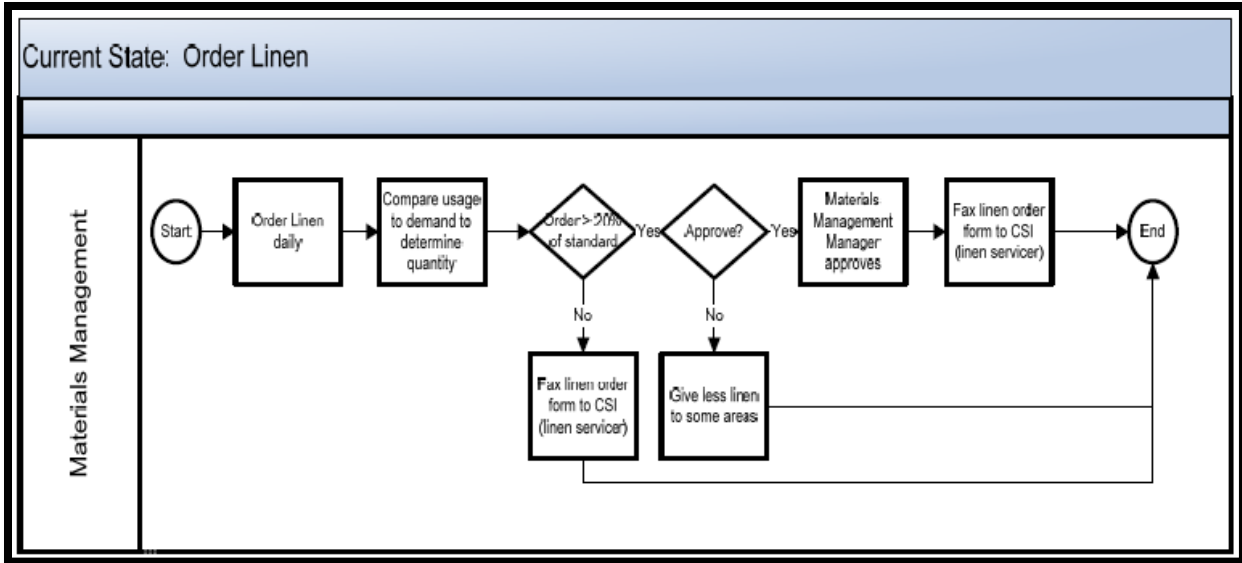 Current State: Order Linen
Materials Management
Start
Order Linen
daily
Compare usage
to demand to
determine
quantity
Order > 20%
of standard
Yes
Approve?
Yes
Materials
Management
Manager
approves
Fax linen order
form to CSI
(linen servicer)
End
No
No
Fax linen order
form to CSI
(linen servicer)
Give less linen
to some areas